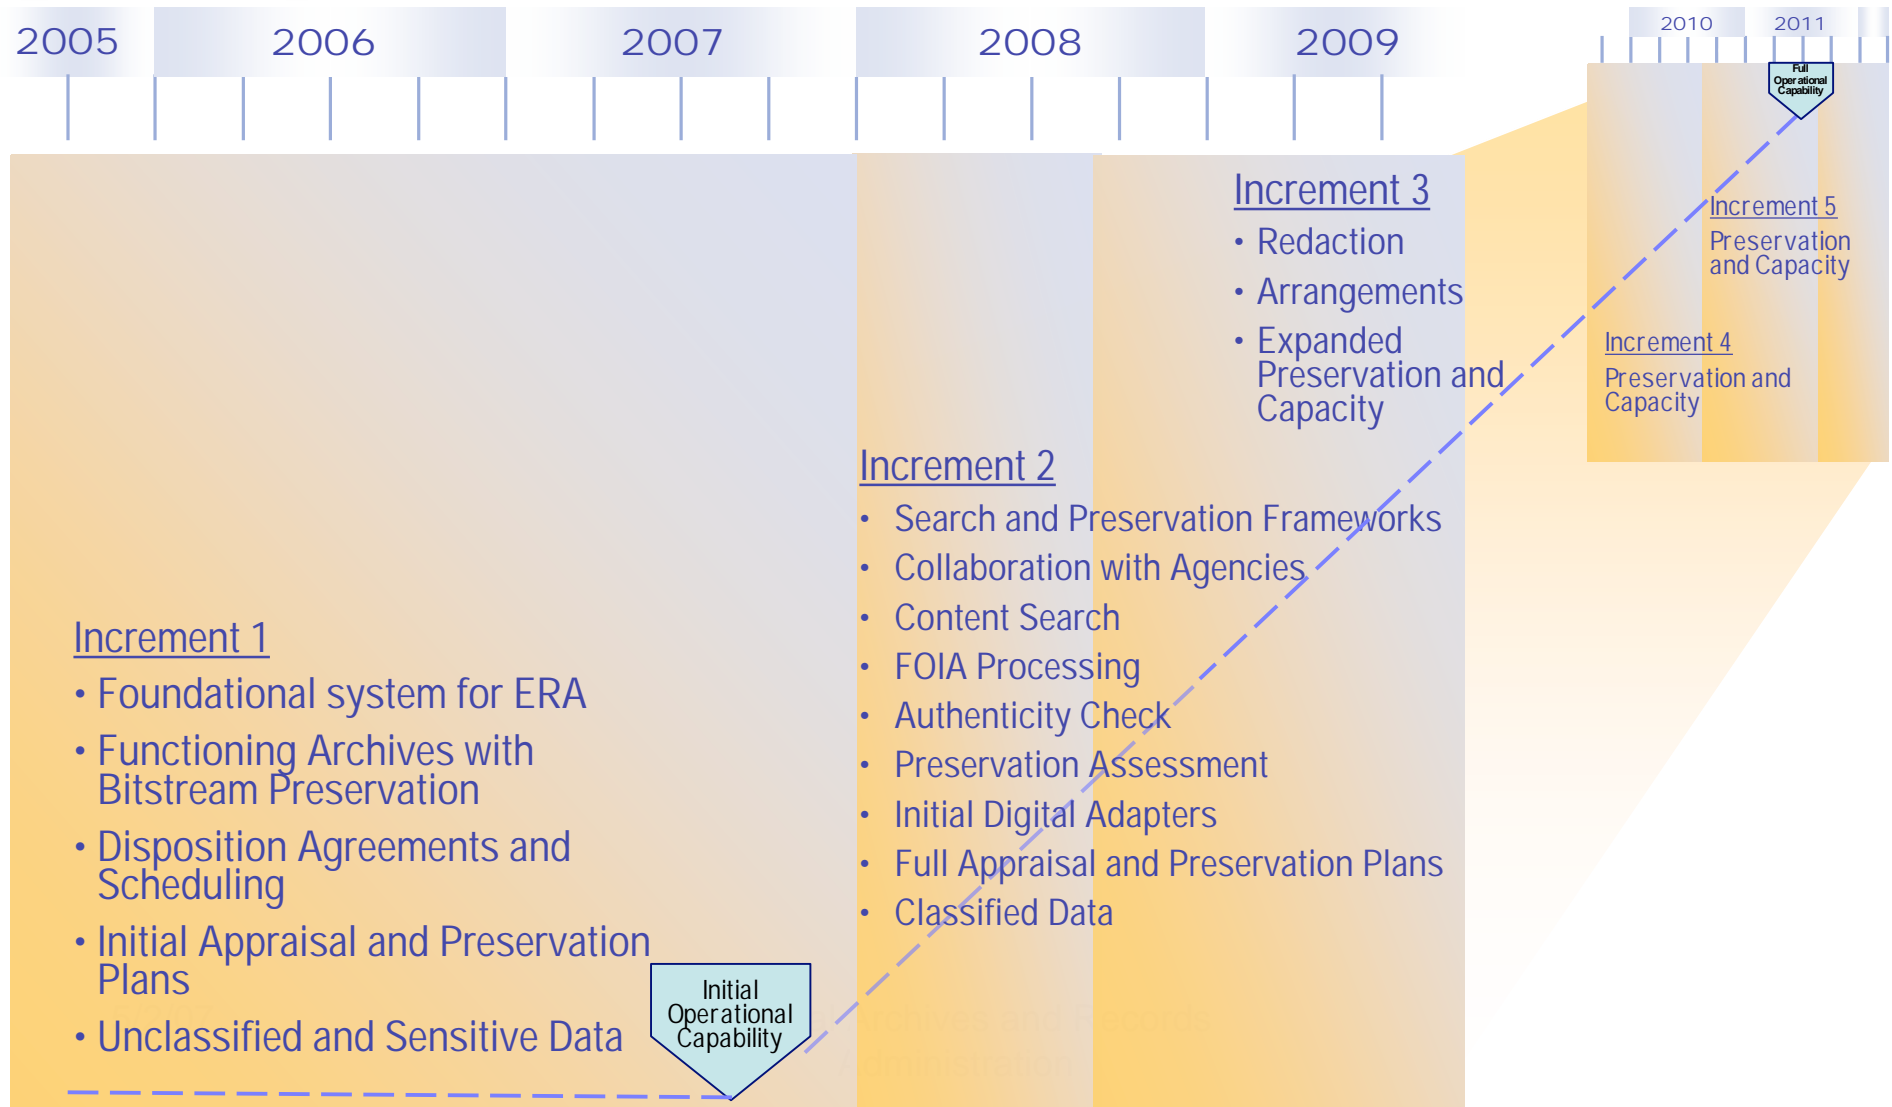 2005 2006 2007 2008 2009 2010 2011
Full
Operational
Capability
Increment 3
• Redaction
• Arrangements
• Expanded
Preservation and
Capacity
Increment 5
Preservation
and Capacity
Increment 4
Preservation and
Capacity
Increment 2
• Search and Preservation Frameworks
• Collaboration with Agencies
• Content Search
• FOIA Processing
• Authenticity Check
• Preservation Assessment
• Initial Digital Adapters
• Full Appraisal and Preservation Plans
• Classified Data
Increment 1
• Foundational system for ERA
• Functioning Archives with
Bitstream Preservation
• Disposition Agreements and
Scheduling
• Initial Appraisal and Preservation
Plans
• Unclassified and Sensitive Data
Initial
Operational
Capability
and Records